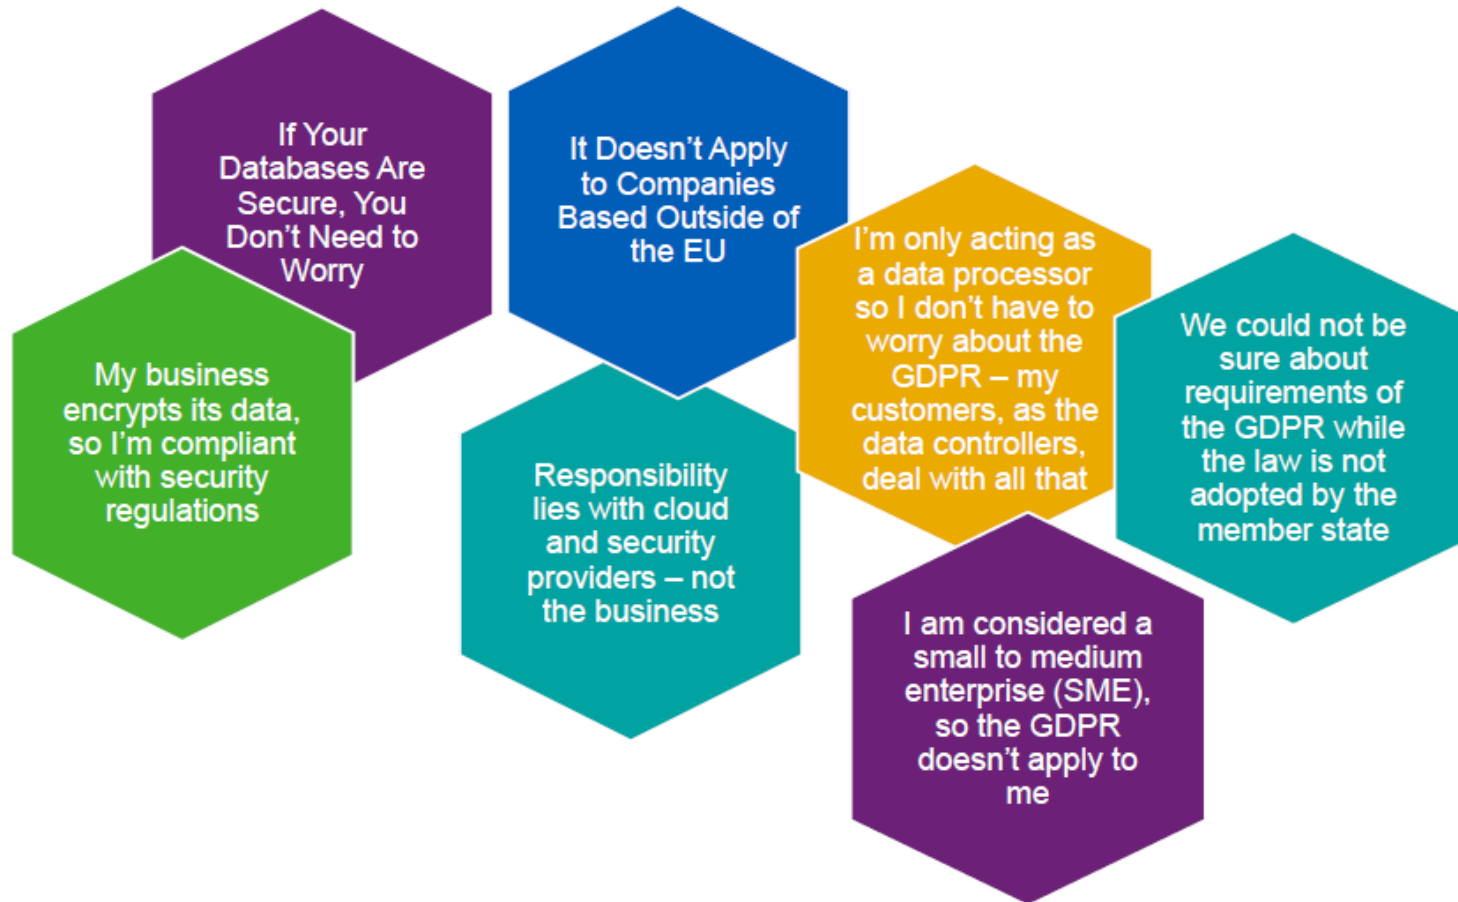 If Your
Databases Are
Secure, You
Don’t Need to
Worry
It Doesn’t Apply
to Companies
Based Outside of
the EU
I’m only acting as
a data processor
so I don’t have to
worry about the
GDPR – my
customers, as the
data controllers,
deal with all that
We could not be
sure about
requirements of
the GDPR while
the law is not
adopted by the
member state
My business
encrypts its data,
so I’m compliant
with security
regulations
Responsibility
lies with cloud
and security
providers – not
the business
I am considered a
small to medium
enterprise (SME),
so the GDPR
doesn’t apply to
me